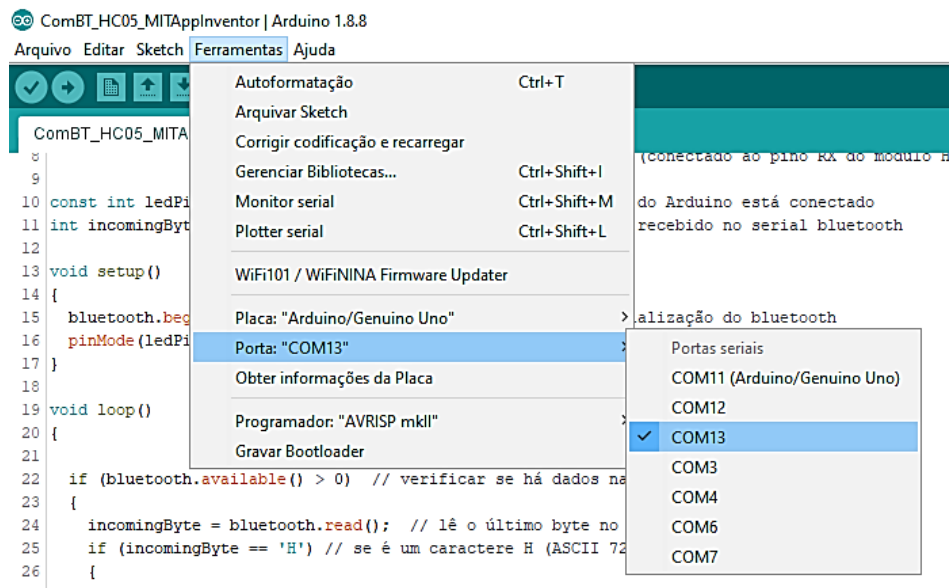 ComBT_HC05_MITAppInventor | Arduino 1.8.8
Arquivo Editar Sketch Ferramentas Ajuda
ComBT_HC05_MITA
Autoformatação Ctrl+T
Arquivar Sketch
Corrigir codificação e recarregar
Gerenciar Bibliotecas... Ctrl+Shift+I
Monitor serial Ctrl+Shift+M
Plotter serial Ctrl+Shift+L
WiFi101 / WiFiNINA Firmware Updater
Placa: "Arduino/Genuino Uno"
Porta: "COM13"
Obter informações da Placa
Programador: "AVRISP mkII"
Gravar Bootloader
Portas seriais
COM11 (Arduino/Genuino Uno)
COM12
COM13
COM3
COM4
COM6
COM7
8 (conectado ao pino RX do módulo H
9
10 const int ledPi do Arduino está conectado
11 int incomingByt recebido no serial bluetooth
12
13 void setup()
14 {
15 bluetooth.beg alização do bluetooth
16 pinMode(ledPi
17 }
18
19 void loop()
20 {
21
22 if (bluetooth.available() > 0) // verificar se há dados na
23 {
24 incomingByte = bluetooth.read(); // lê o último byte no
25 if (incomingByte == 'H') // se é um caractere H (ASCII 72
26 {